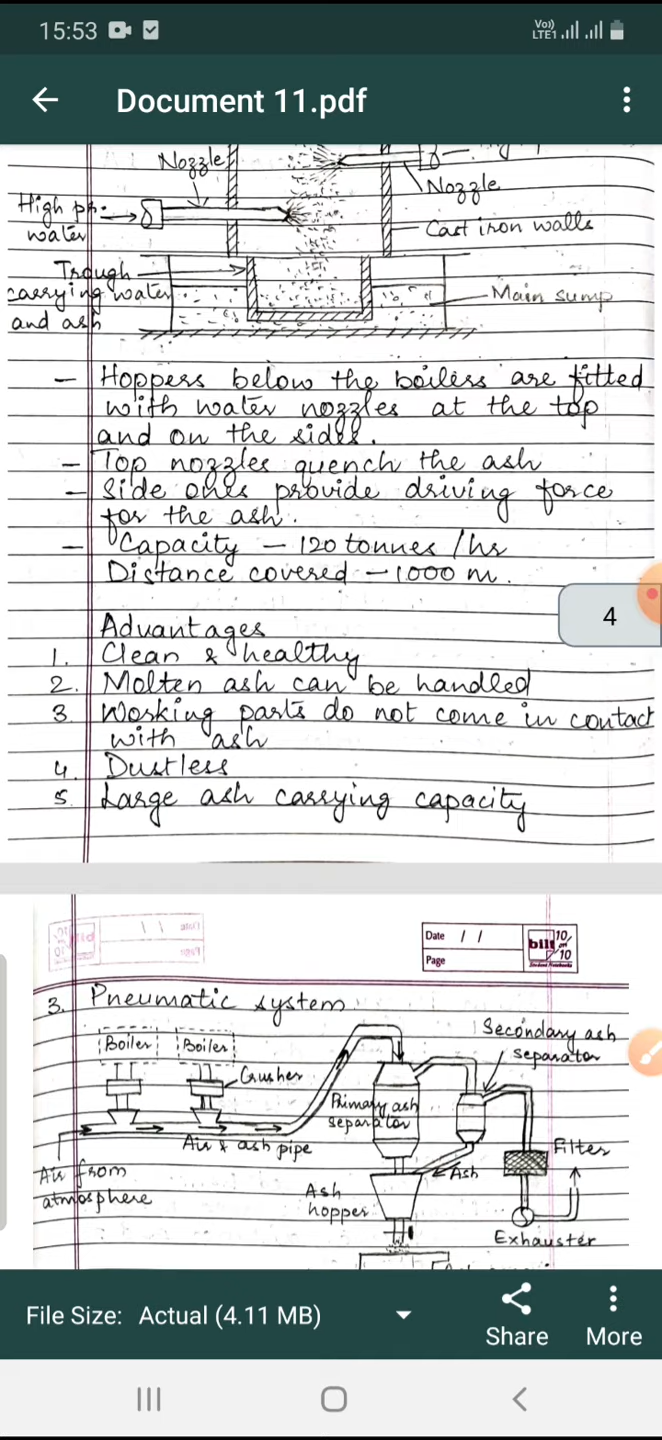 15:53
Vo)) LTE1
Document 11.pdf
Nozzle
Nozzle
High pr. water
Cast iron walls
Trough carrying water and ash
Main sump
- Hoppers below the boilers are fitted
with water nozzles at the top
and on the sides.
- Top nozzles quench the ash
- Side ones provide driving force
for the ash.
- Capacity - 120 tonnes / hr
Distance covered - 1000 m.
4
Advantages
1. Clean & healthy
2. Molten ash can be handled
3. Working parts do not come in contact
with ash
4. Dustless
5. Large ash carrying capacity
Date / /
Page
bilt 10 on 10
3. Pneumatic system
Boiler
Boiler
Secondary ash
separator
Crusher
Primary ash
separator
Air & ash pipe
Filter
Air from
atmosphere
Ash
Ash
hopper
Exhauster
File Size: Actual (4.11 MB)
Share
More